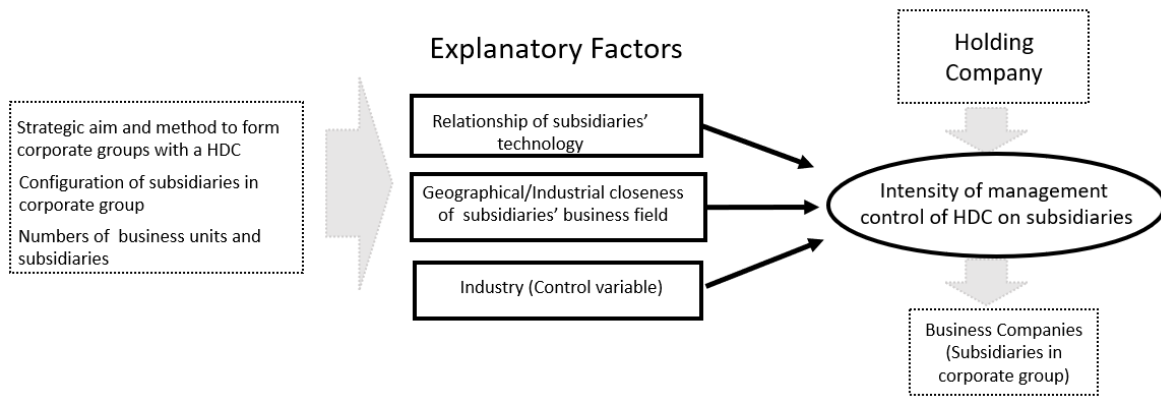 Explanatory Factors
Strategic aim and method to form
corporate groups with a HDC
Configuration of subsidiaries in
corporate group
Numbers of business units and
subsidiaries
Relationship of subsidiaries’
technology
Geographical/Industrial closeness
of subsidiaries’ business field
Industry (Control variable)
Holding
Company
Intensity of management
control of HDC on subsidiaries
Business Companies
(Subsidiaries in
corporate group)